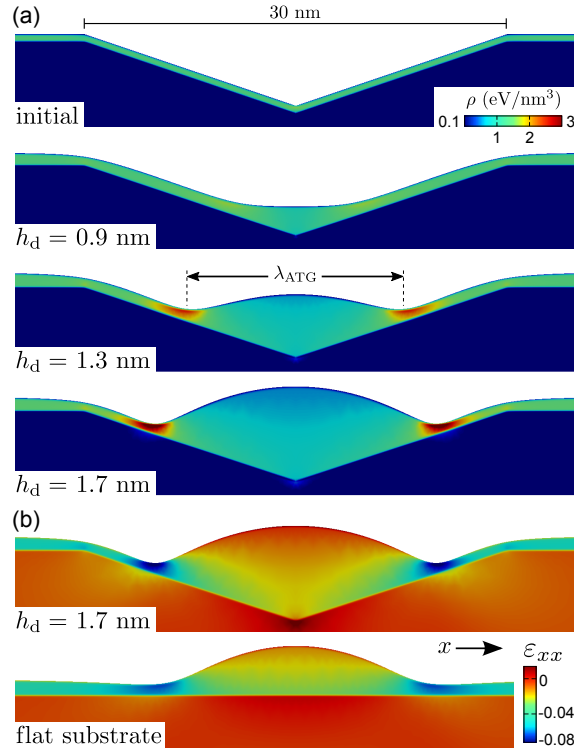 (a)
30 nm
initial
ρ (eV/nm³)
0.1 1 2 3
h_d = 0.9 nm
λ_ATG
h_d = 1.3 nm
h_d = 1.7 nm
(b)
h_d = 1.7 nm
x
ε_xx
0
-0.04
-0.08
flat substrate